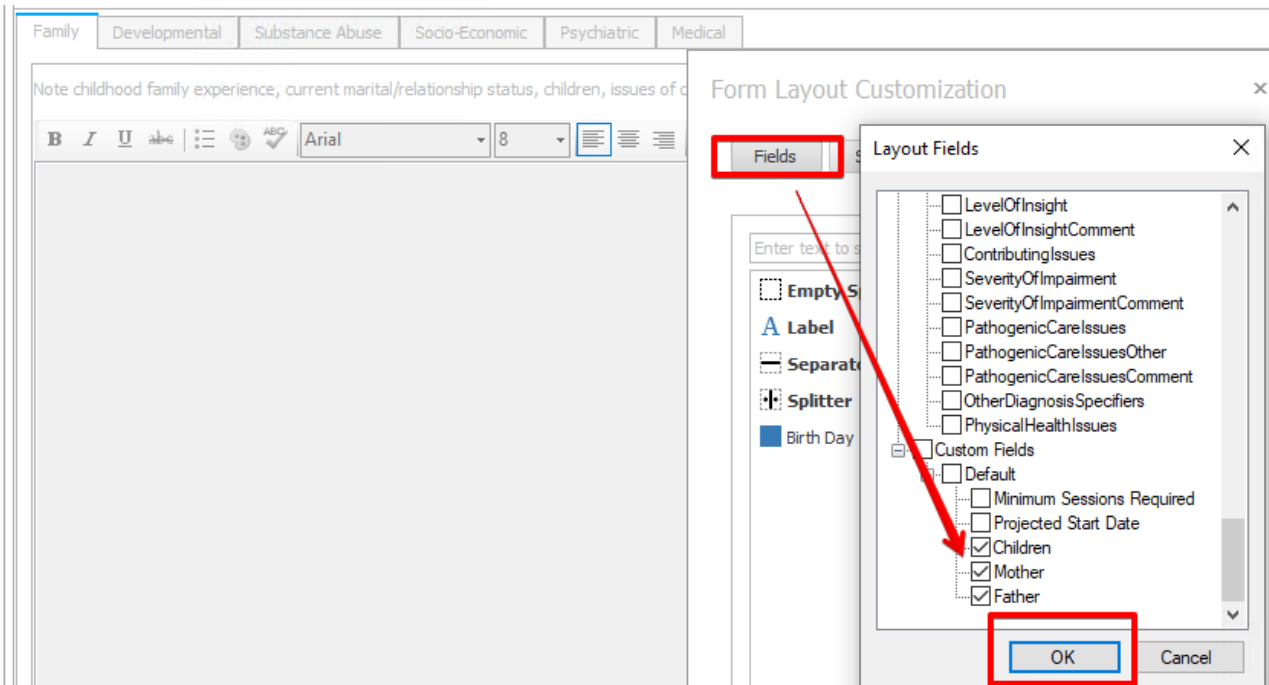 Family Developmental Substance Abuse Socio-Economic Psychiatric Medical
Note childhood family experience, current marital/relationship status, children, issues of
B I U abc ABC Arial 8
Form Layout Customization
Fields
Enter text to
Empty
A Label
Splitter
Birth Day
Layout Fields
LevelOfInsight
LevelOfInsightComment
ContributingIssues
SeverityOfImpairment
SeverityOfImpairmentComment
PathogenicCareIssues
PathogenicCareIssuesOther
PathogenicCareIssuesComment
OtherDiagnosisSpecifiers
PhysicalHealthIssues
Custom Fields
Default
Minimum Sessions Required
Projected Start Date
Children
Mother
Father
OK Cancel